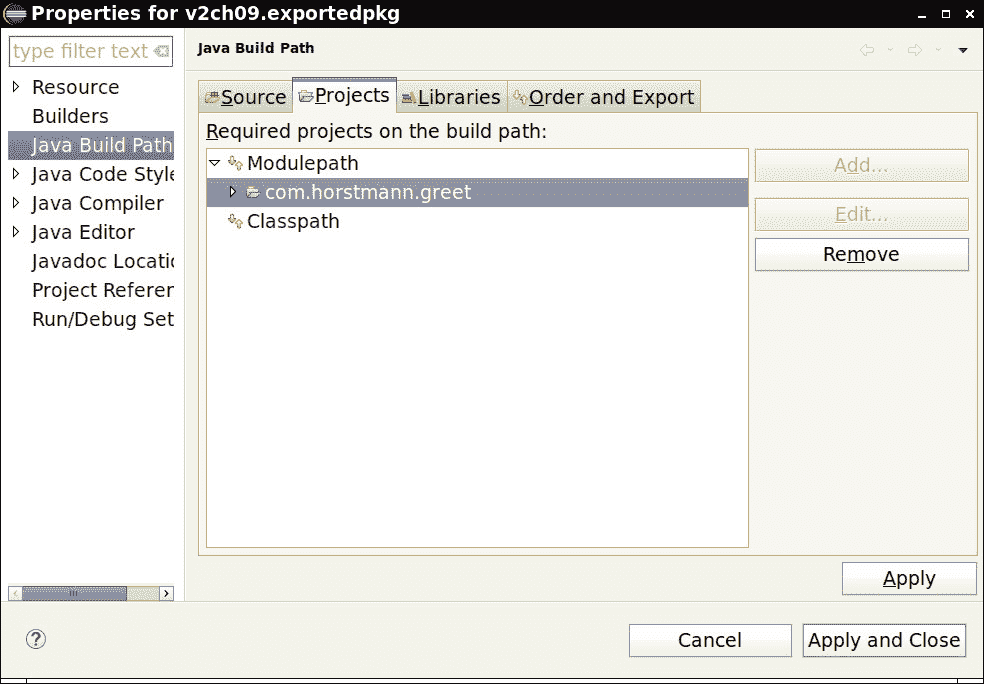 Properties for v2ch09.exportedpkg
type filter text
Resource
Builders
Java Build Path
Java Code Style
Java Compiler
Java Editor
Javadoc Locatio
Project Referen
Run/Debug Set
Java Build Path
Source
Projects
Libraries
Order and Export
Required projects on the build path:
Modulepath
com.horstmann.greet
Classpath
Add...
Edit...
Remove
Apply
?
Cancel
Apply and Close